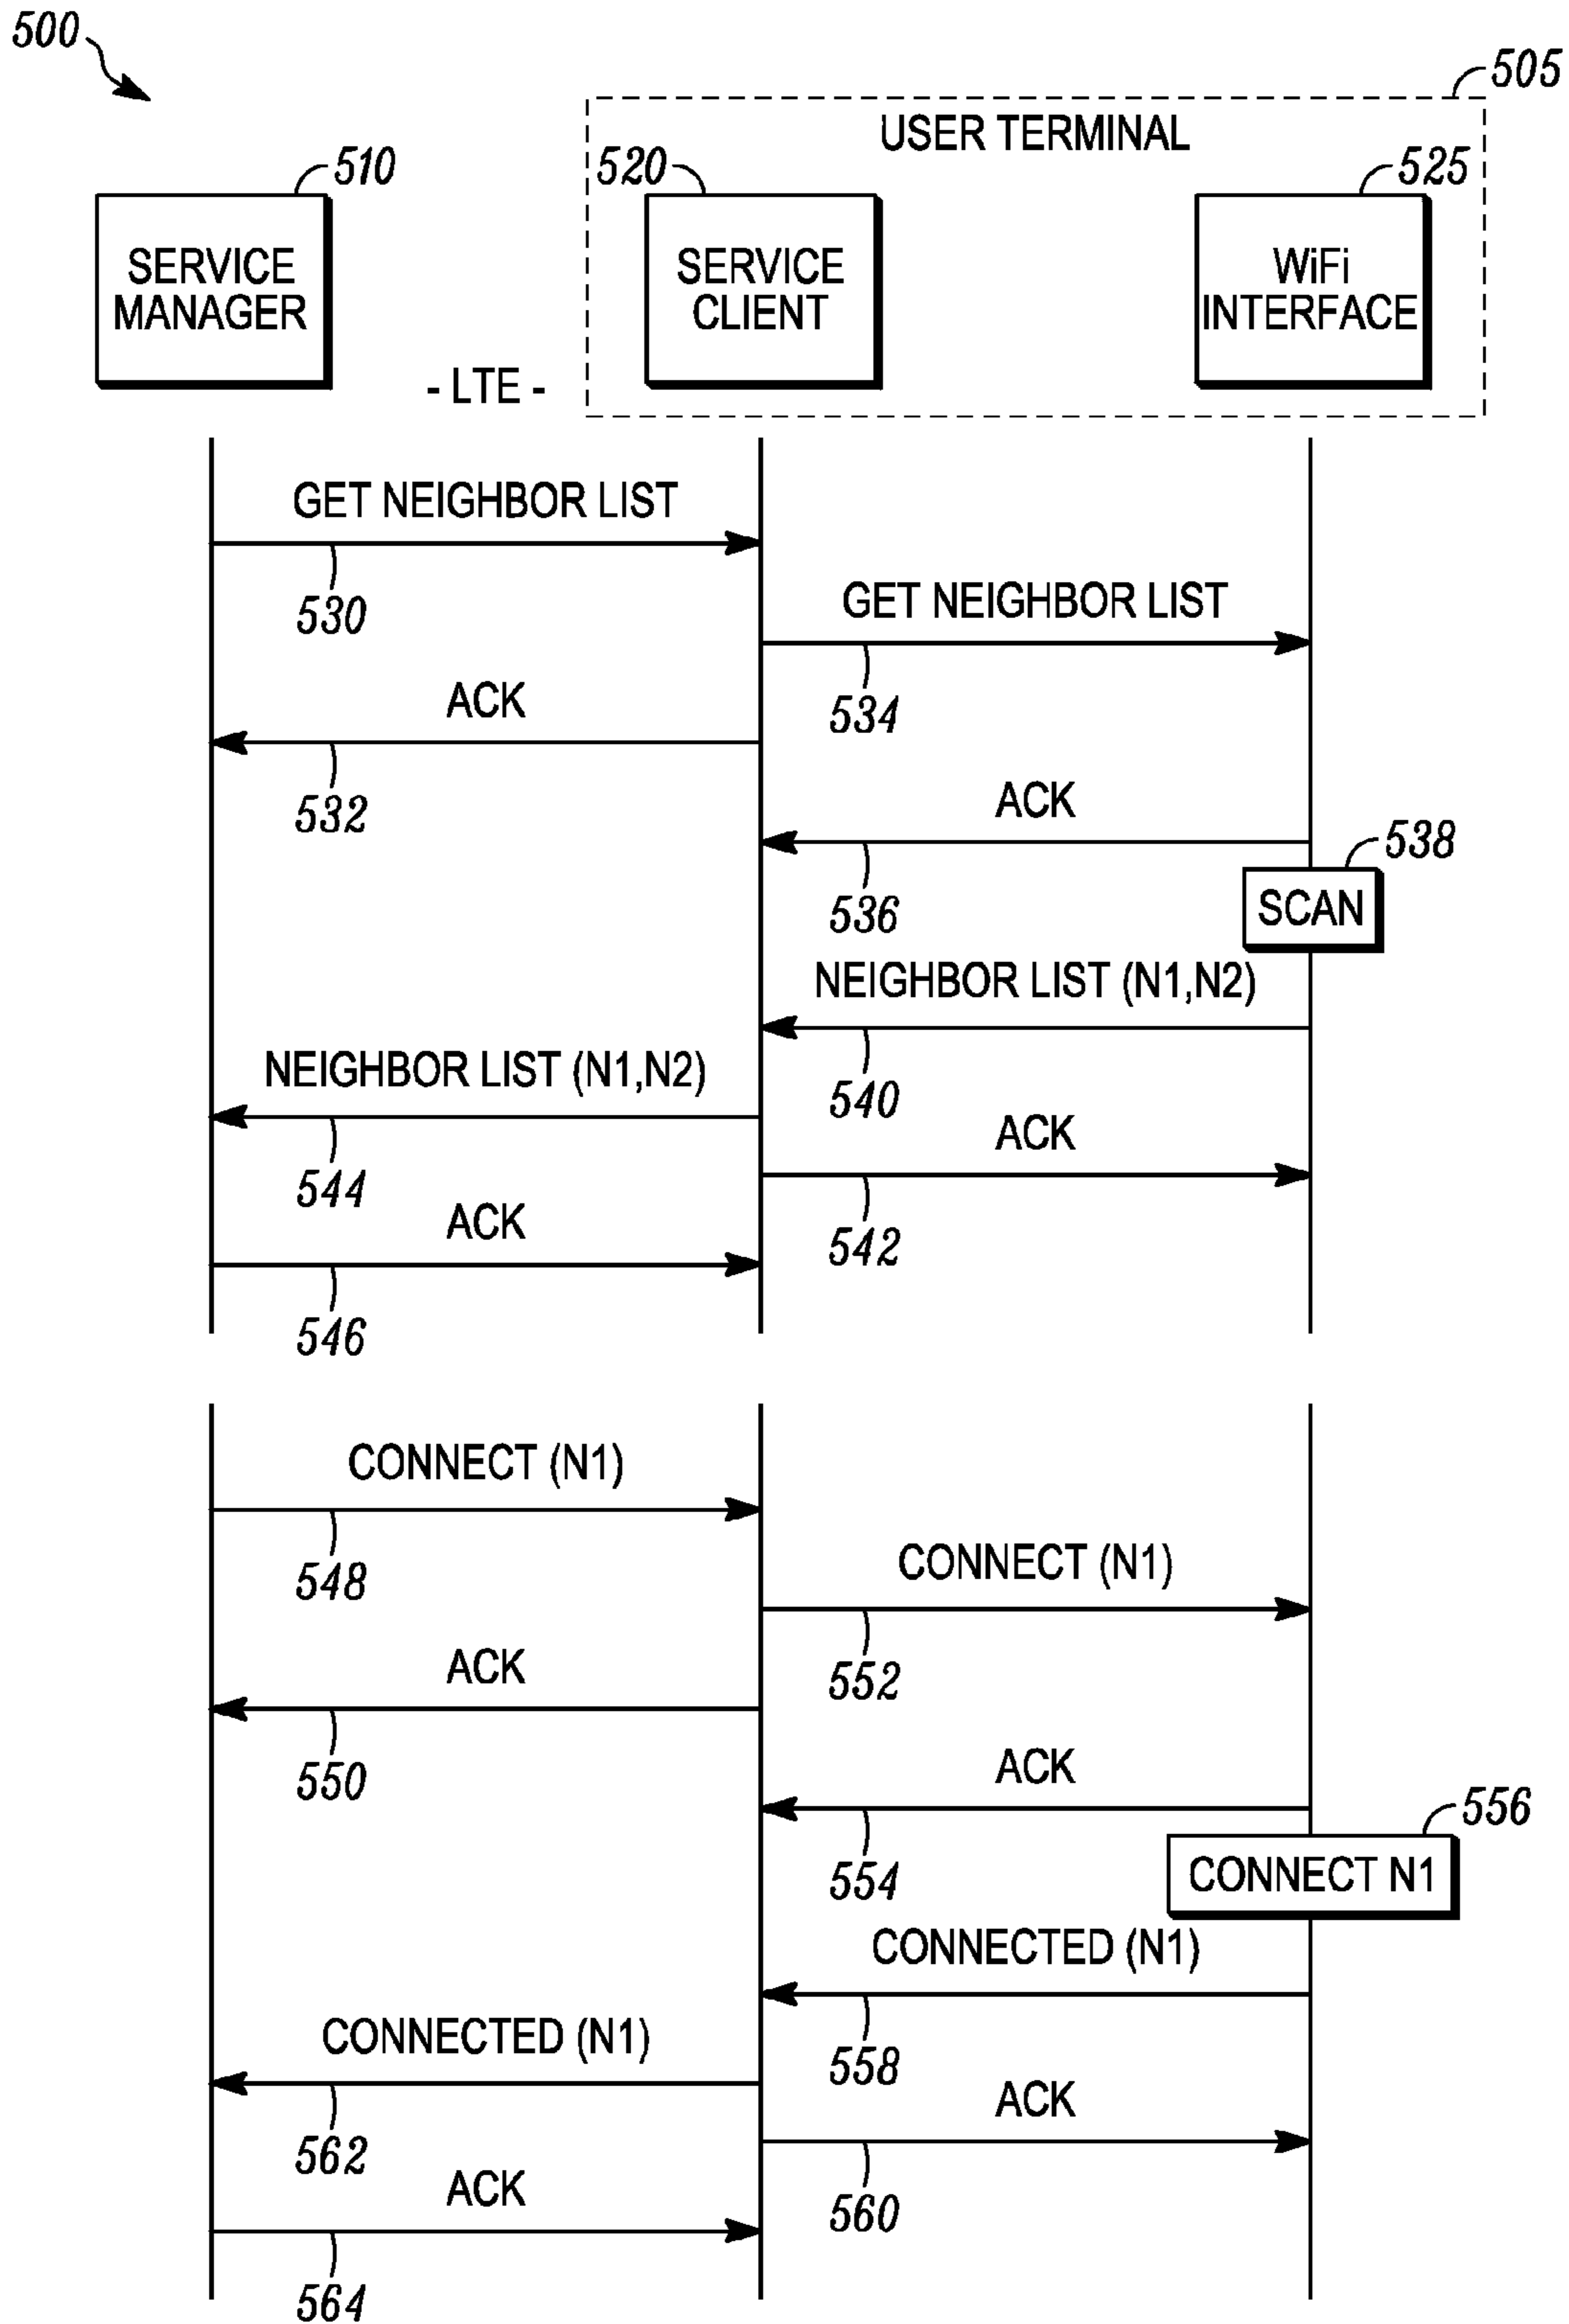 500
505
USER TERMINAL
510
520
525
SERVICE
MANAGER
SERVICE
CLIENT
WiFi
INTERFACE
- LTE -
GET NEIGHBOR LIST
530
GET NEIGHBOR LIST
534
ACK
532
ACK
536
538
SCAN
NEIGHBOR LIST (N1,N2)
540
NEIGHBOR LIST (N1,N2)
544
ACK
542
ACK
546
CONNECT (N1)
548
CONNECT (N1)
552
ACK
550
ACK
554
556
CONNECT N1
CONNECTED (N1)
558
CONNECTED (N1)
562
ACK
560
ACK
564